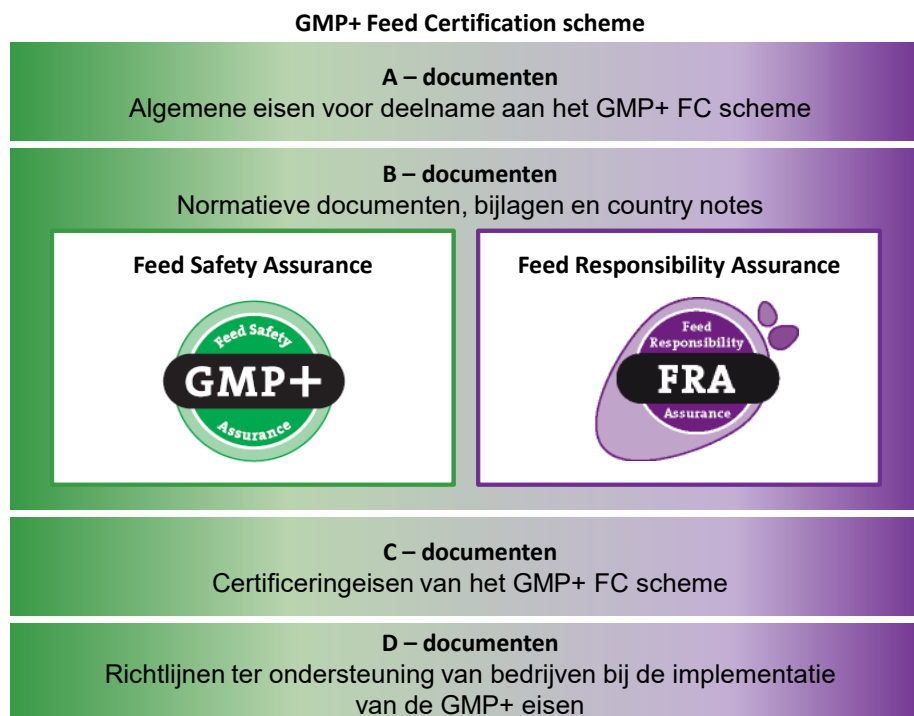 GMP+ Feed Certification scheme
A – documenten
Algemene eisen voor deelname aan het GMP+ FC scheme
B – documenten
Normatieve documenten, bijlagen en country notes
Feed Safety Assurance
Feed Safety
GMP+
Assurance
Feed Responsibility Assurance
Feed
Responsibility
FRA
Assurance
C – documenten
Certificeringeisen van het GMP+ FC scheme
D – documenten
Richtlijnen ter ondersteuning van bedrijven bij de implementatie
van de GMP+ eisen